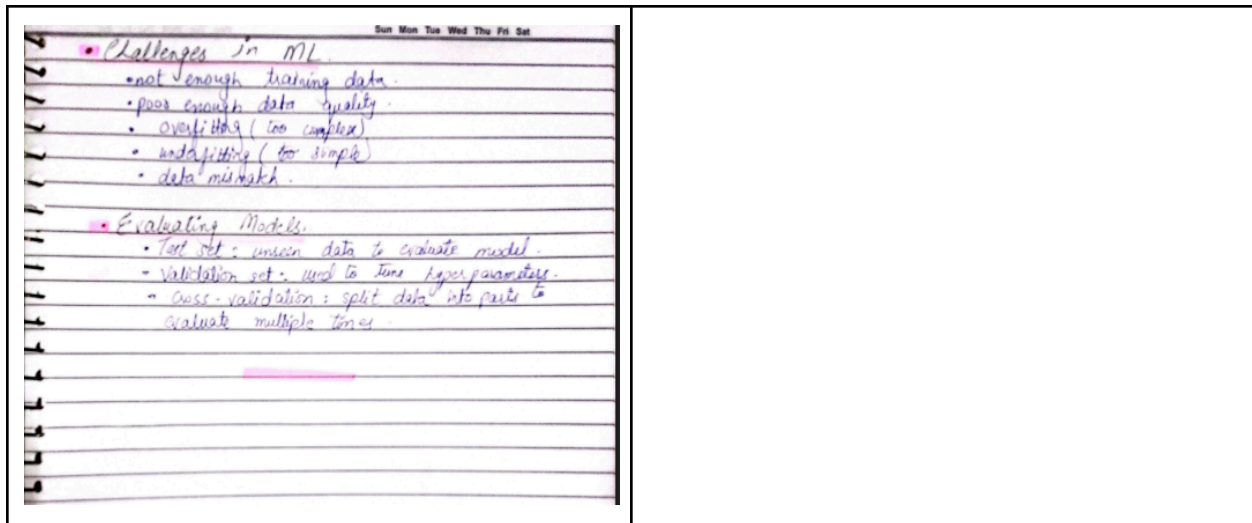 Sun Mon Tue Wed Thu Fri Sat
• Challenges in ML.
• not enough training data.
• poor enough data quality.
• overfitting (too complex)
• underfitting (too simple)
• data mismatch.
• Evaluating Models.
• Test set : unseen data to evaluate model.
- Validation set : used to tune hyperparameters.
- Cross-validation : split data into parts to
evaluate multiple times.